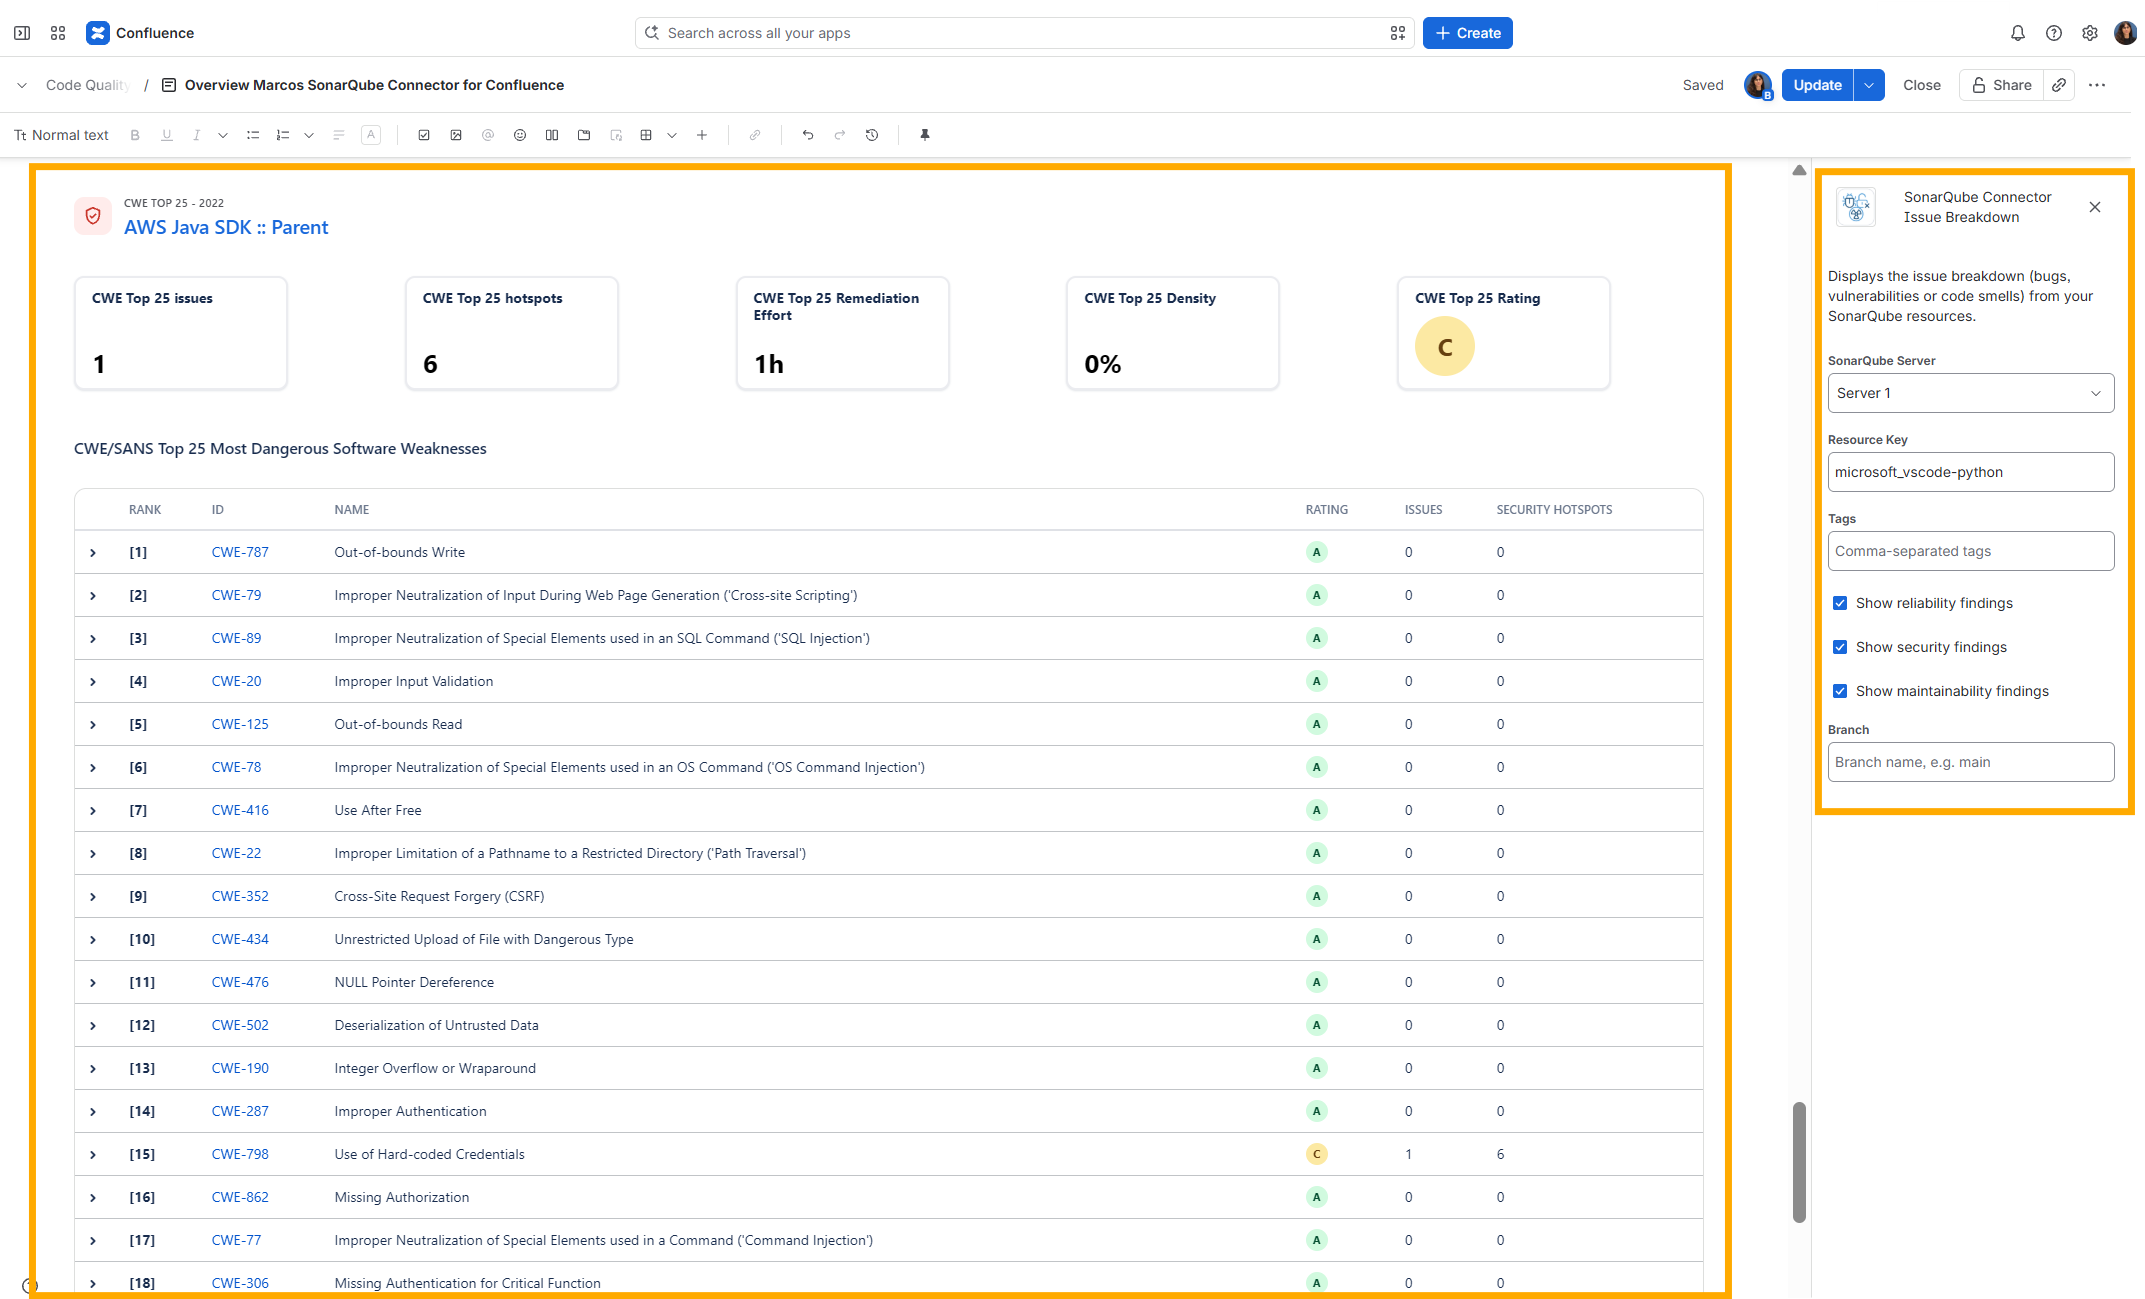 Confluence
Search across all your apps
Create
Code Quality / Overview Marcos SonarQube Connector for Confluence
Saved
B
Update
Close
Share
Tt Normal text B U I A
CWE TOP 25 - 2022
AWS Java SDK :: Parent
CWE Top 25 issues
1
CWE Top 25 hotspots
6
CWE Top 25 Remediation
Effort
1h
CWE Top 25 Density
0%
CWE Top 25 Rating
C
CWE/SANS Top 25 Most Dangerous Software Weaknesses
RANK ID NAME RATING ISSUES SECURITY HOTSPOTS
[1] CWE-787 Out-of-bounds Write A 0 0
[2] CWE-79 Improper Neutralization of Input During Web Page Generation ('Cross-site Scripting') A 0 0
[3] CWE-89 Improper Neutralization of Special Elements used in an SQL Command ('SQL Injection') A 0 0
[4] CWE-20 Improper Input Validation A 0 0
[5] CWE-125 Out-of-bounds Read A 0 0
[6] CWE-78 Improper Neutralization of Special Elements used in an OS Command ('OS Command Injection') A 0 0
[7] CWE-416 Use After Free A 0 0
[8] CWE-22 Improper Limitation of a Pathname to a Restricted Directory ('Path Traversal') A 0 0
[9] CWE-352 Cross-Site Request Forgery (CSRF) A 0 0
[10] CWE-434 Unrestricted Upload of File with Dangerous Type A 0 0
[11] CWE-476 NULL Pointer Dereference A 0 0
[12] CWE-502 Deserialization of Untrusted Data A 0 0
[13] CWE-190 Integer Overflow or Wraparound A 0 0
[14] CWE-287 Improper Authentication A 0 0
[15] CWE-798 Use of Hard-coded Credentials C 1 6
[16] CWE-862 Missing Authorization A 0 0
[17] CWE-77 Improper Neutralization of Special Elements used in a Command ('Command Injection') A 0 0
[18] CWE-306 Missing Authentication for Critical Function A 0 0
SonarQube Connector
Issue Breakdown
Displays the issue breakdown (bugs,
vulnerabilities or code smells) from your
SonarQube resources.
SonarQube Server
Server 1
Resource Key
microsoft_vscode-python
Tags
Comma-separated tags
Show reliability findings
Show security findings
Show maintainability findings
Branch
Branch name, e.g. main